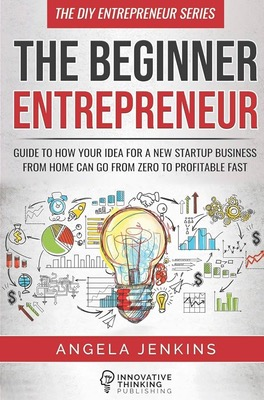 THE DIY ENTREPRENEUR SERIES
THE BEGINNER
ENTREPRENEUR
GUIDE TO HOW YOUR IDEA FOR A NEW STARTUP BUSINESS
FROM HOME CAN GO FROM ZERO TO PROFITABLE FAST
ANGELA JENKINS
INNOVATIVE
THINKING
PUBLISHING